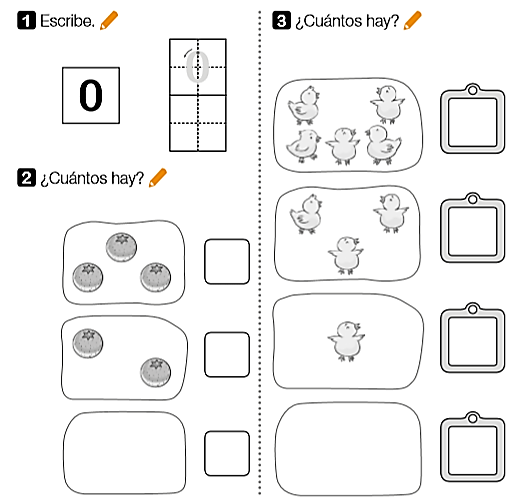 1 Escribe.
0
0
2 ¿Cuántos hay?
3 ¿Cuántos hay?